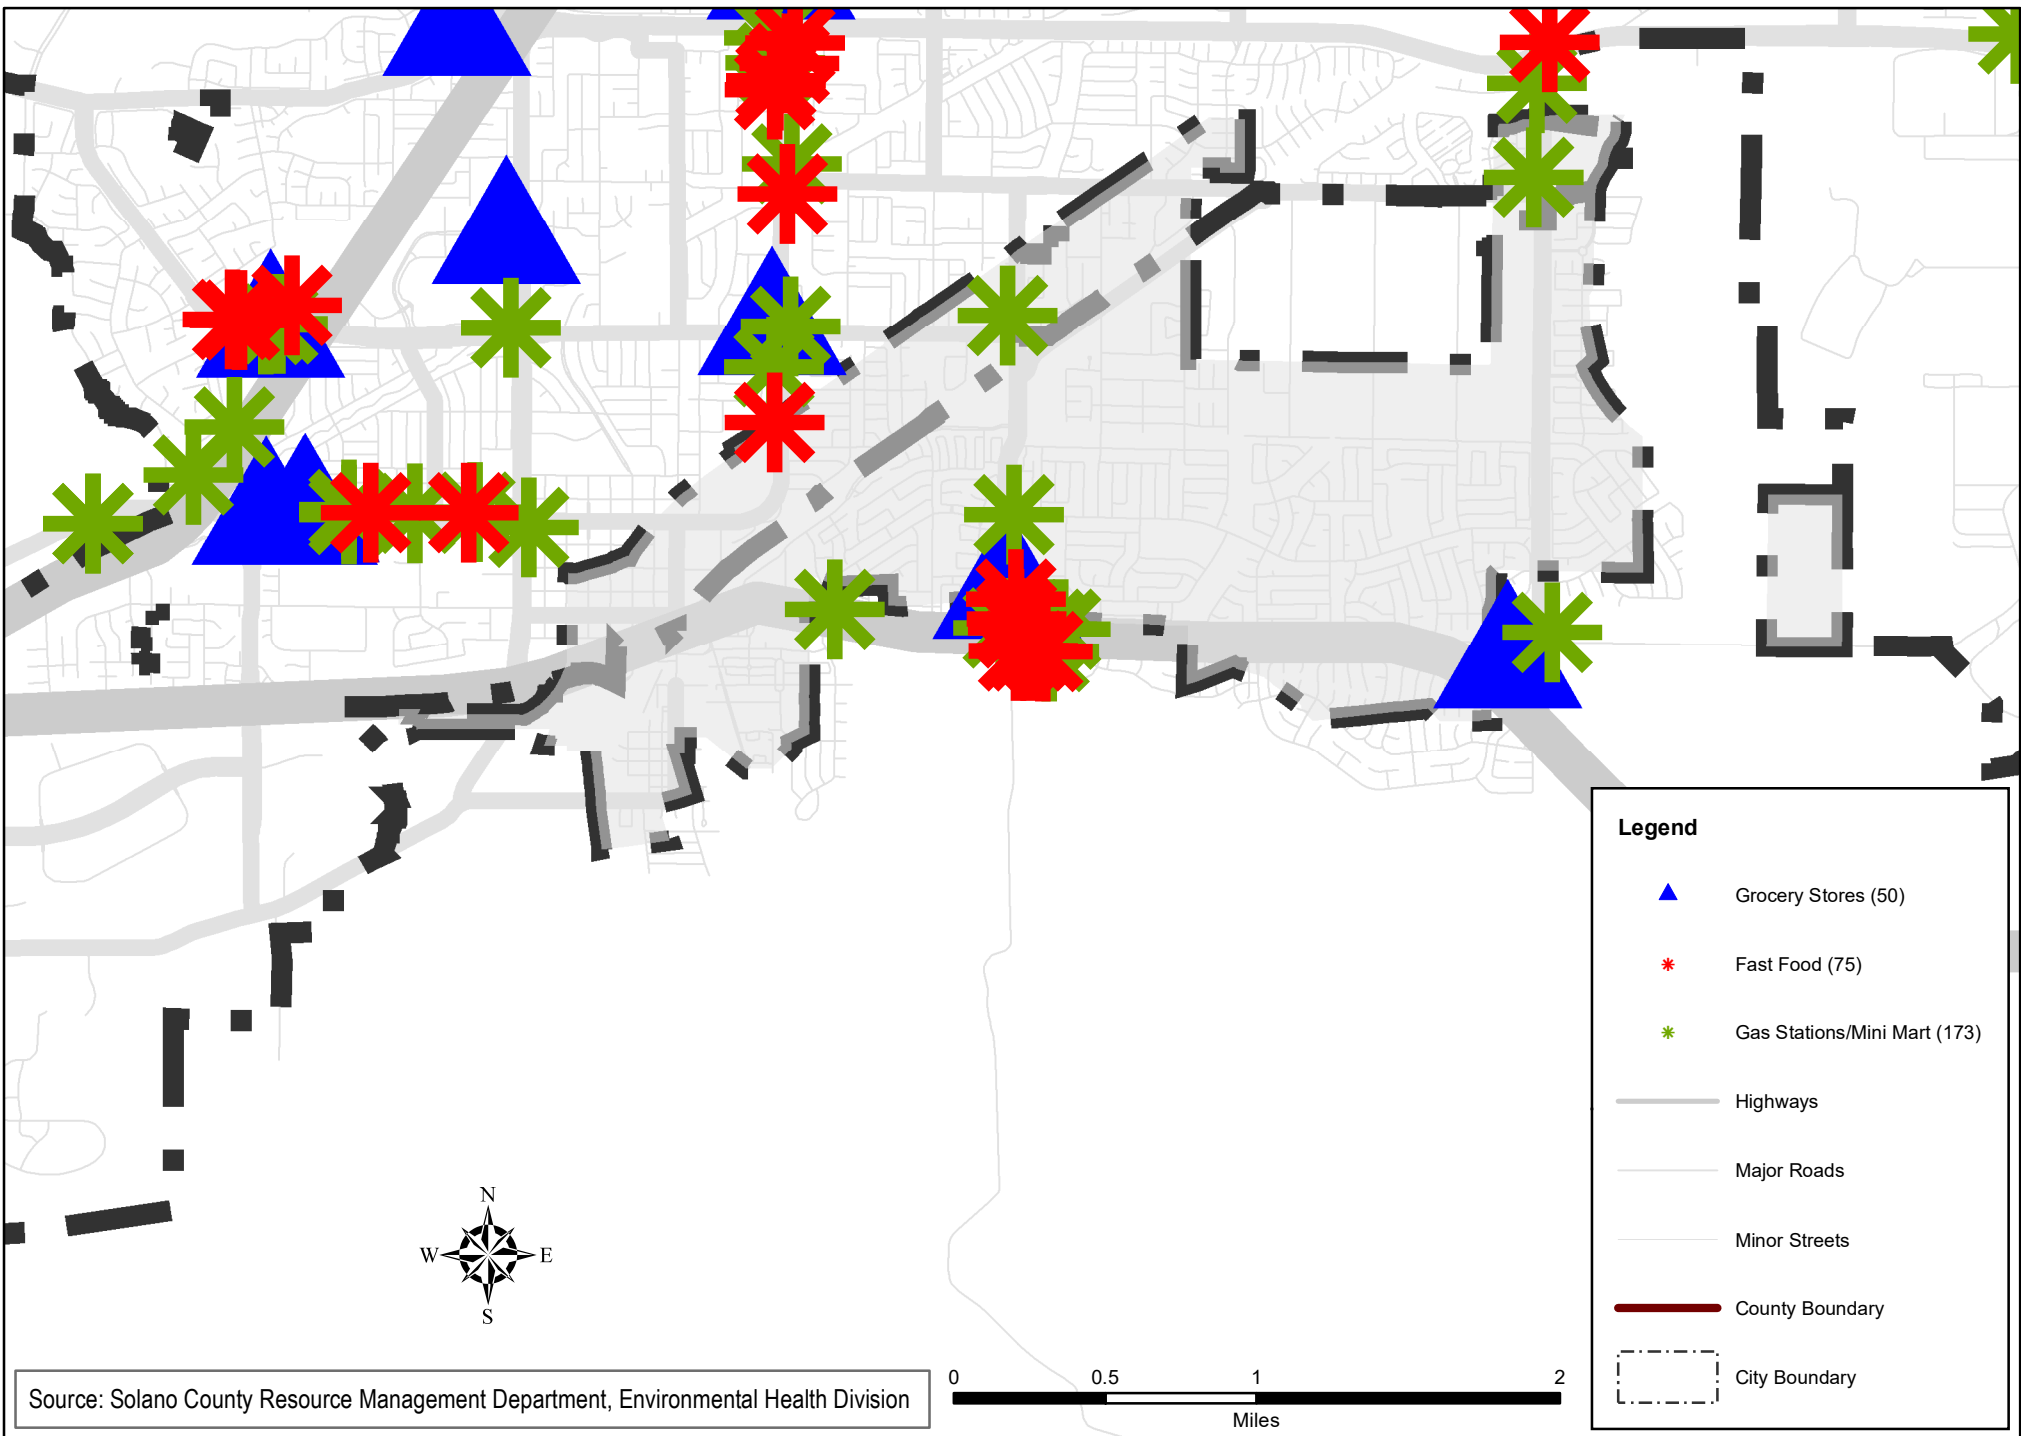 Legend
Grocery Stores (50)
Fast Food (75)
Gas Stations/Mini Mart (173)
Highways
Major Roads
Minor Streets
County Boundary
City Boundary
N
W E
S
0 0.5 1 2
Miles
Source: Solano County Resource Management Department, Environmental Health Division